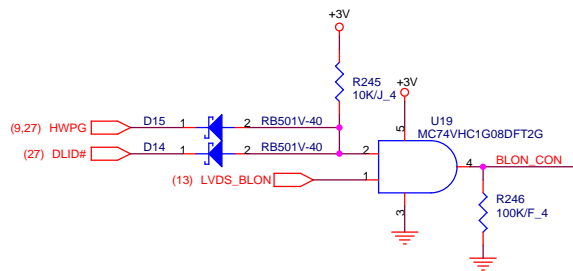 +3V
R245
10K/J_4
+3V
U19
MC74VHC1G08DFT2G
(9,27) HWPG D15 1 2 RB501V-40
(27) DLID# D14 1 2 RB501V-40
5
2
4 BLON_CON
(13) LVDS_BLON 1
3
R246
100K/F_4